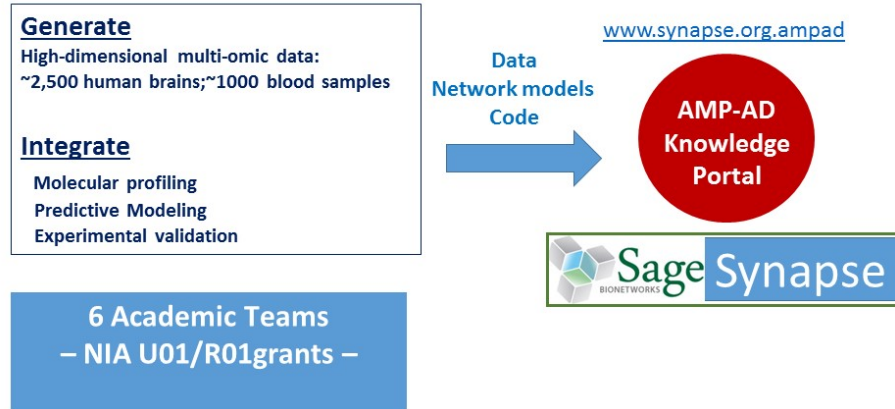 Generate
High-dimensional multi-omic data:
~2,500 human brains;~1000 blood samples
Integrate
Molecular profiling
Predictive Modeling
Experimental validation
6 Academic Teams
– NIA U01/R01grants –
Data
Network models
Code
www.synapse.org.ampad
AMP-AD
Knowledge
Portal
Sage
BIONETWORKS
Synapse